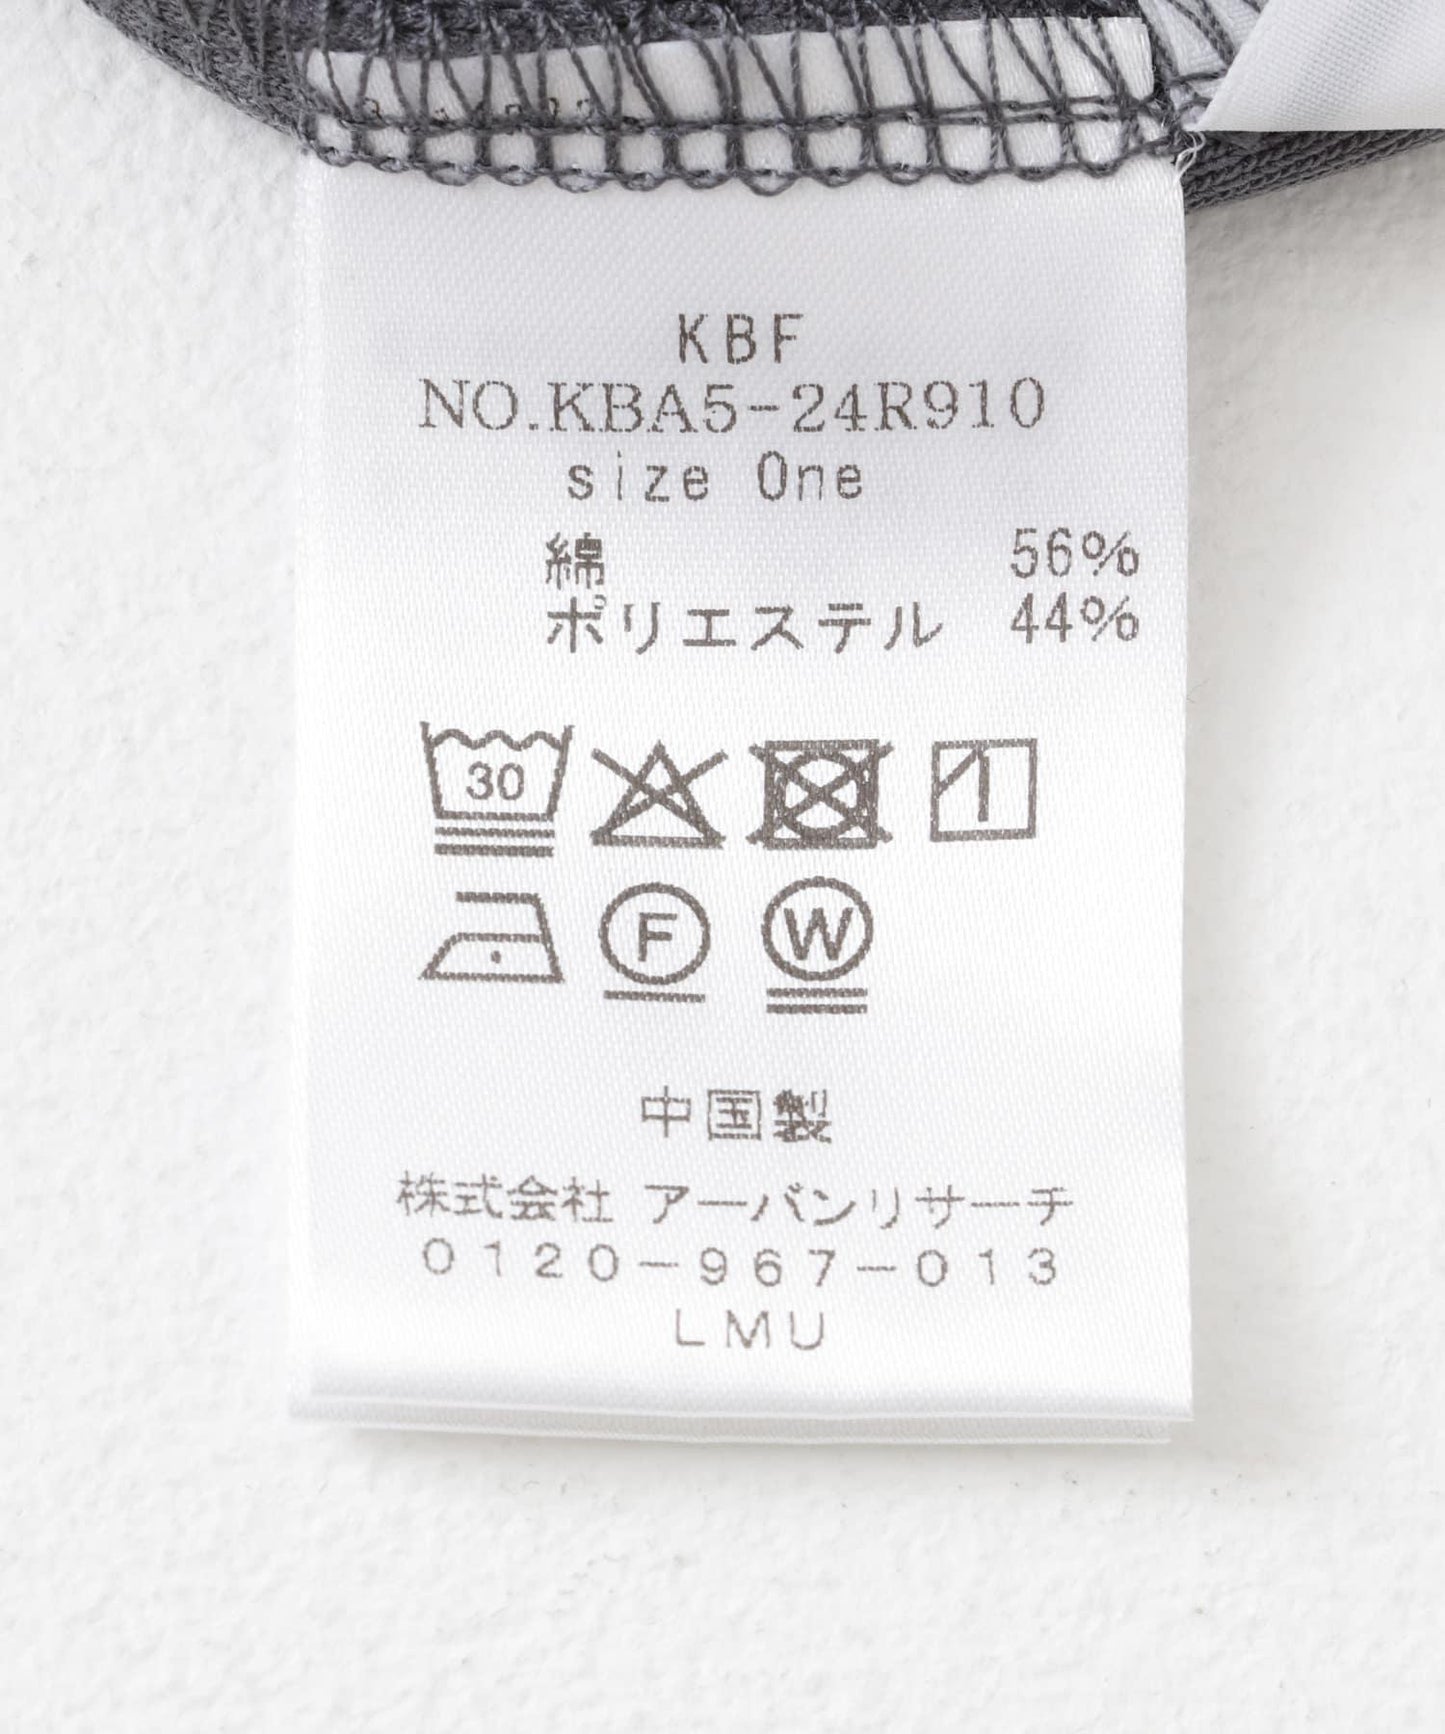 KBF
NO.KBA5-24R910
size One
綿 56%
ポリエステル 44%
30
F
W
中国製
株式会社 アーバンリサーチ
0120-967-013
LMU